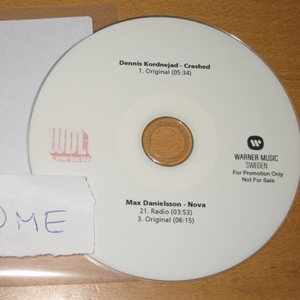 Dennis Kordnejad - Crashed
1. Original (05:34)
WDL
WARNER MUSIC
SWEDEN
For Promotion Only
Not For Sale
Max Danielsson - Nova
21. Radio (03:53)
3. Original (06:15)
OME